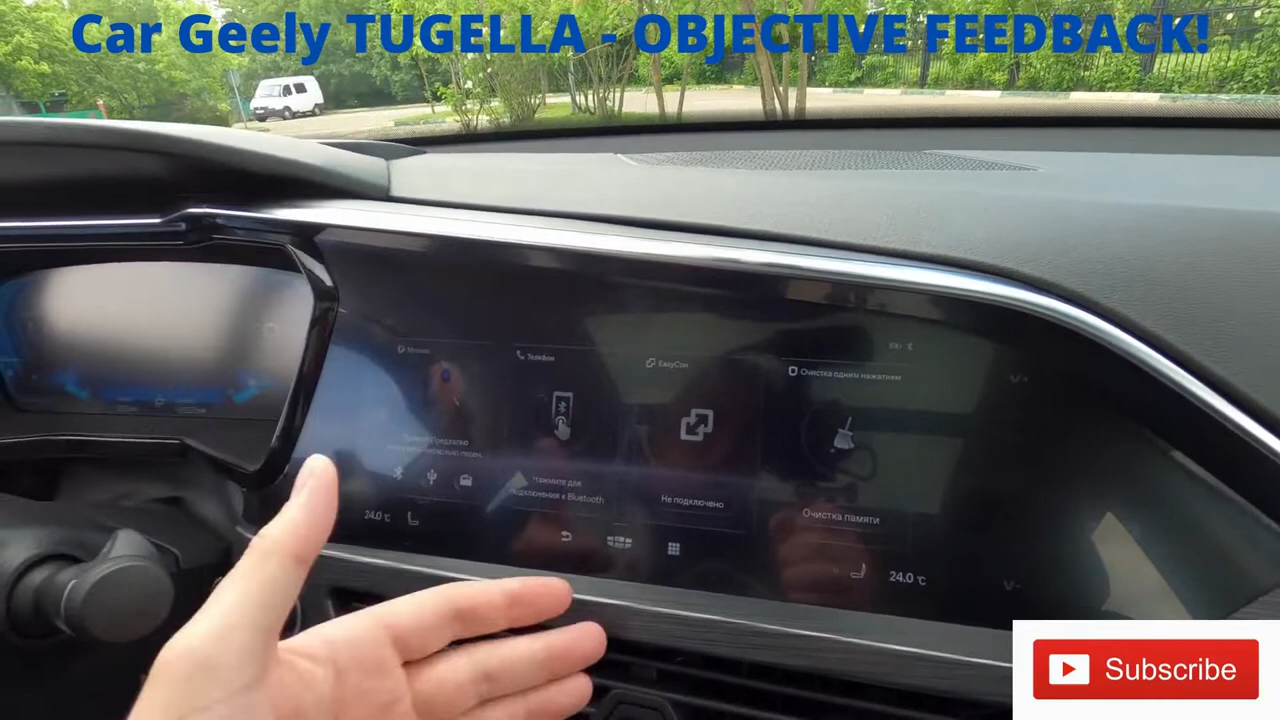 Car Geely TUGELLA - OBJECTIVE FEEDBACK!
Телефон
EasyCon
Очистка одним нажатием
Нажмите для
подключения к Bluetooth
Не подключено
Очистка памяти
24.0 °C
24.0 °C
V+
V-
Subscribe